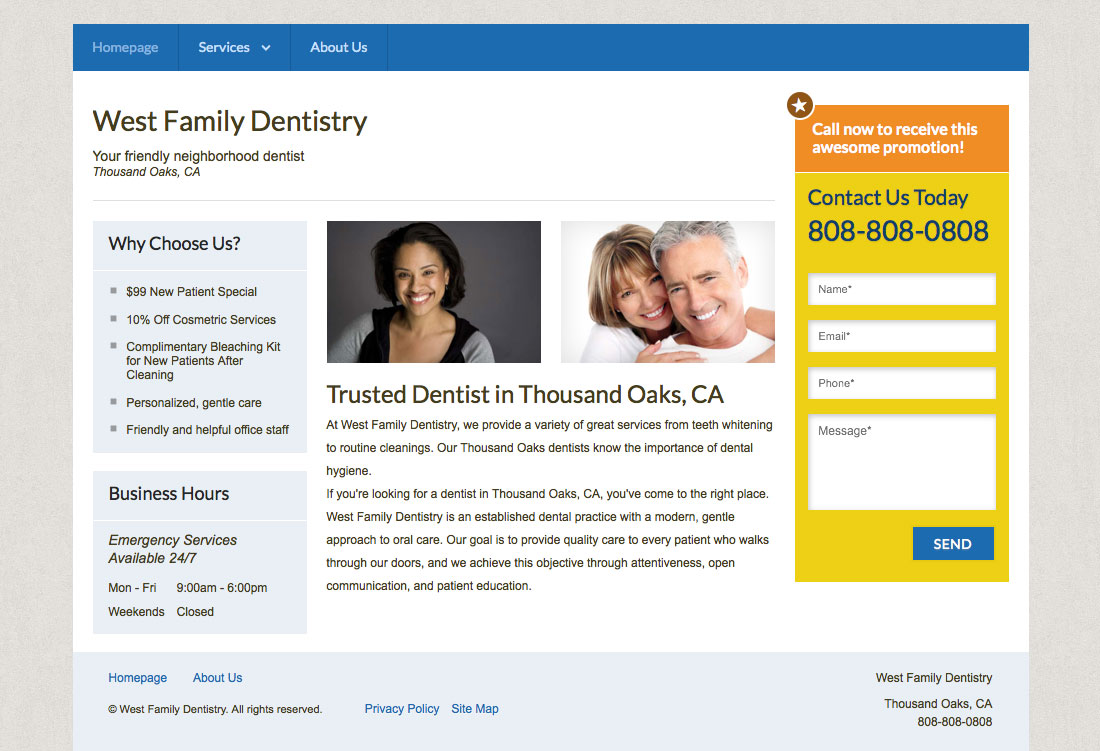 Homepage
Services
About Us
West Family Dentistry
Your friendly neighborhood dentist
Thousand Oaks, CA
Why Choose Us?
$99 New Patient Special
10% Off Cosmetric Services
Complimentary Bleaching Kit
for New Patients After
Cleaning
Personalized, gentle care
Friendly and helpful office staff
Business Hours
Emergency Services
Available 24/7
Mon - Fri 9:00am - 6:00pm
Weekends Closed
Trusted Dentist in Thousand Oaks, CA
At West Family Dentistry, we provide a variety of great services from teeth whitening
to routine cleanings. Our Thousand Oaks dentists know the importance of dental
hygiene.
If you're looking for a dentist in Thousand Oaks, CA, you've come to the right place.
West Family Dentistry is an established dental practice with a modern, gentle
approach to oral care. Our goal is to provide quality care to every patient who walks
through our doors, and we achieve this objective through attentiveness, open
communication, and patient education.
Call now to receive this
awesome promotion!
Contact Us Today
808-808-0808
Name*
Email*
Phone*
Message*
SEND
Homepage About Us
© West Family Dentistry. All rights reserved. Privacy Policy Site Map
West Family Dentistry
Thousand Oaks, CA
808-808-0808